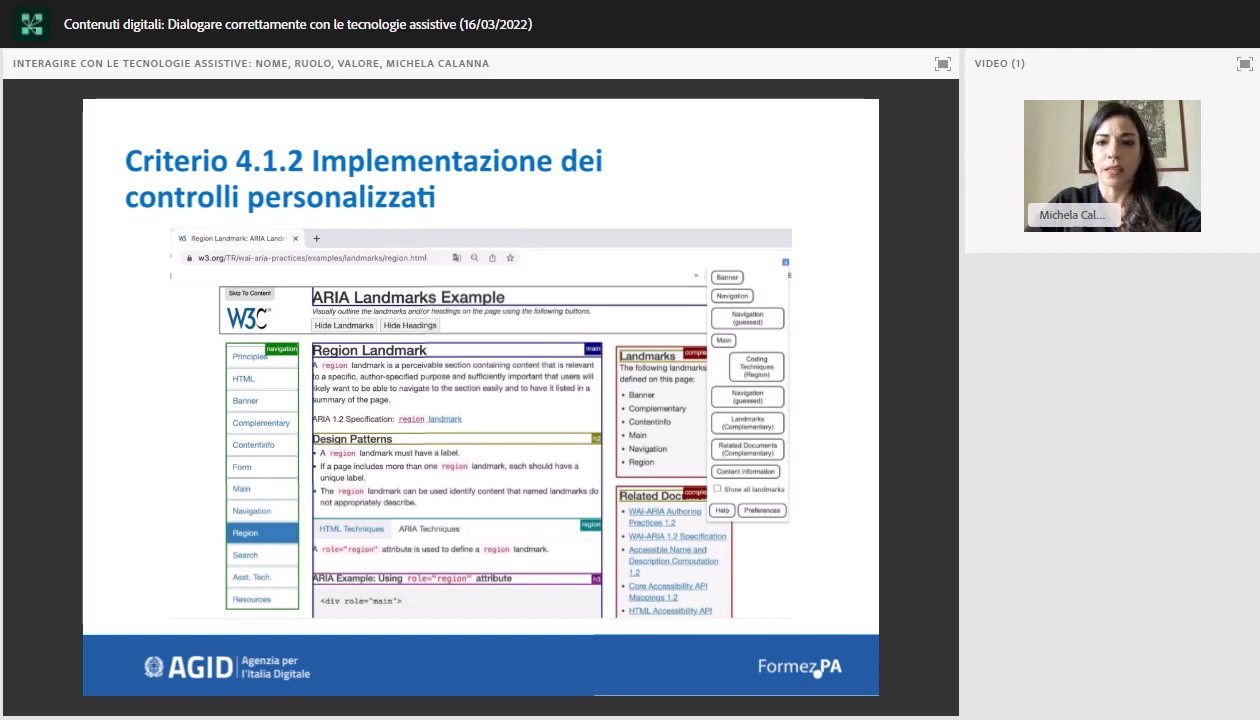 Contenuti digitali: Dialogare correttamente con le tecnologie assistive (16/03/2022)
INTERAGIRE CON LE TECNOLOGIE ASSISTIVE: NOME, RUOLO, VALORE, MICHELA CALANNA
VIDEO (1)
Michela Cal...
Criterio 4.1.2 Implementazione dei
controlli personalizzati
W3 Region Landmark: ARIA Landm
w3.org/TR/wai-aria-practices/examples/landmarks/region.html
Skip To Content
W3C
ARIA Landmarks Example
Visually outline the landmarks and/or headings on the page using the following buttons.
Hide Landmarks Hide Headings
navigation
Principles
HTML
Banner
Complementary
Contentinfo
Form
Main
Navigation
Region
Search
Asst. Tech.
Resources
Region Landmark
main
A region landmark is a perceivable section containing content that is relevant
to a specific, author-specified purpose and sufficiently important that users will
likely want to be able to navigate to the section easily and to have it listed in a
summary of the page.
ARIA 1.2 Specification: region landmark
Design Patterns
h2
• A region landmark must have a label.
• If a page includes more than one region landmark, each should have a
unique label.
• The region landmark can be used identify content that named landmarks do
not appropriately describe.
HTML Techniques ARIA Techniques
region
A role="region" attribute is used to define a region landmark.
ARIA Example: Using role="region" attribute
h3
<div role="main">
Landmarks
comple
The following landmarks
defined on this page:
• Banner
• Complementary
• Contentinfo
• Main
• Navigation
• Region
Related Doc
comple
• WAI-ARIA Authoring
Practices 1.2
• WAI-ARIA 1.2 Specification
• Accessible Name and
Description Computation
1.2
• Core Accessibility API
Mappings 1.2
• HTML Accessibility API
Banner
Navigation
Navigation
(guessed)
Main
Coding
Techniques
(Region)
Navigation
(guessed)
Landmarks
(Complementary)
Related Documents
(Complementary)
Content information
Show all landmarks
Help Preferences
AGID Agenzia per
l'Italia Digitale
FormezPA